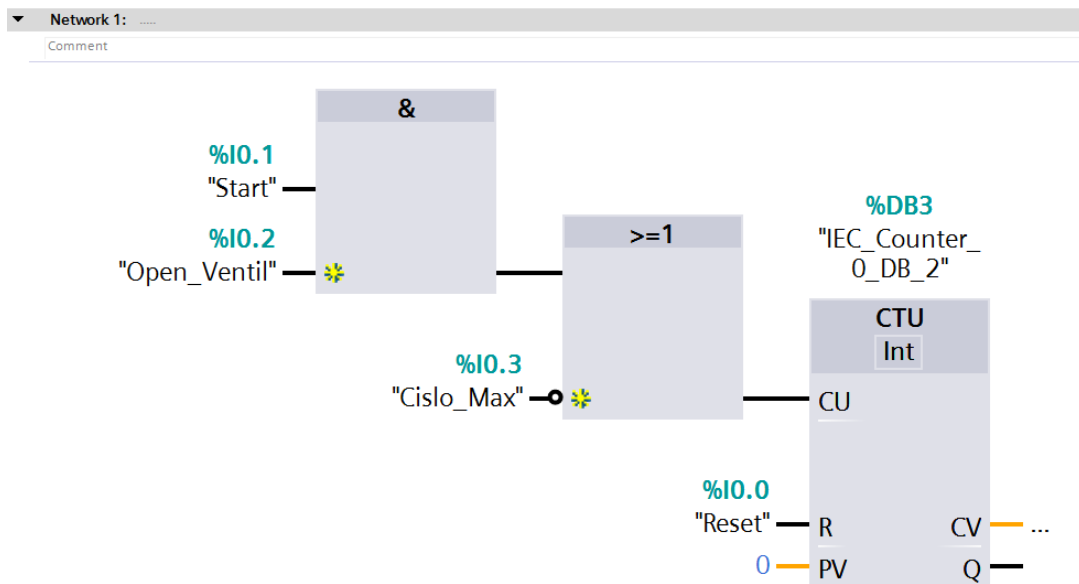 Network 1: .....
Comment
&
%I0.1
"Start"
%I0.2
"Open_Ventil"
>=1
%I0.3
"Cislo_Max"
%DB3
"IEC_Counter_
0_DB_2"
CTU
Int
CU
%I0.0
"Reset"
R
CV
...
0
PV
Q